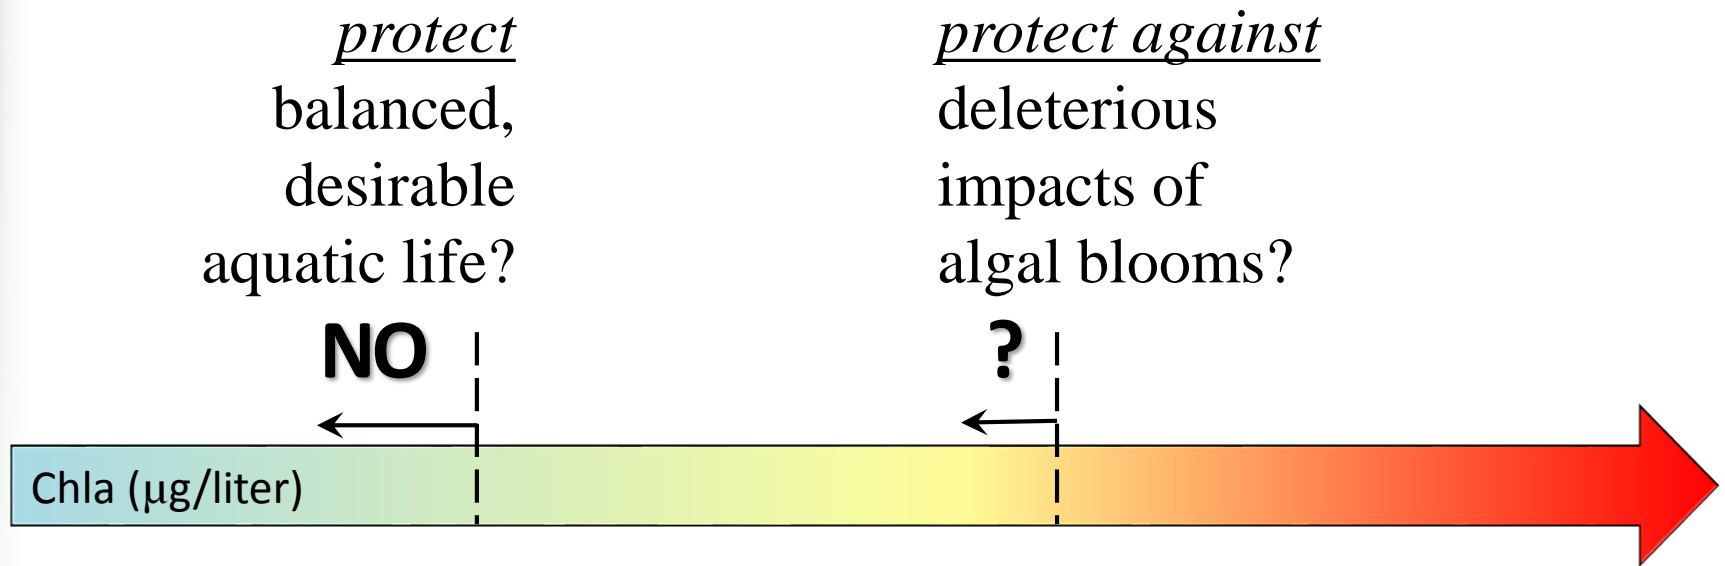 protect
balanced,
desirable
aquatic life?
NO
protect against
deleterious
impacts of
algal blooms?
?
Chla (μg/liter)